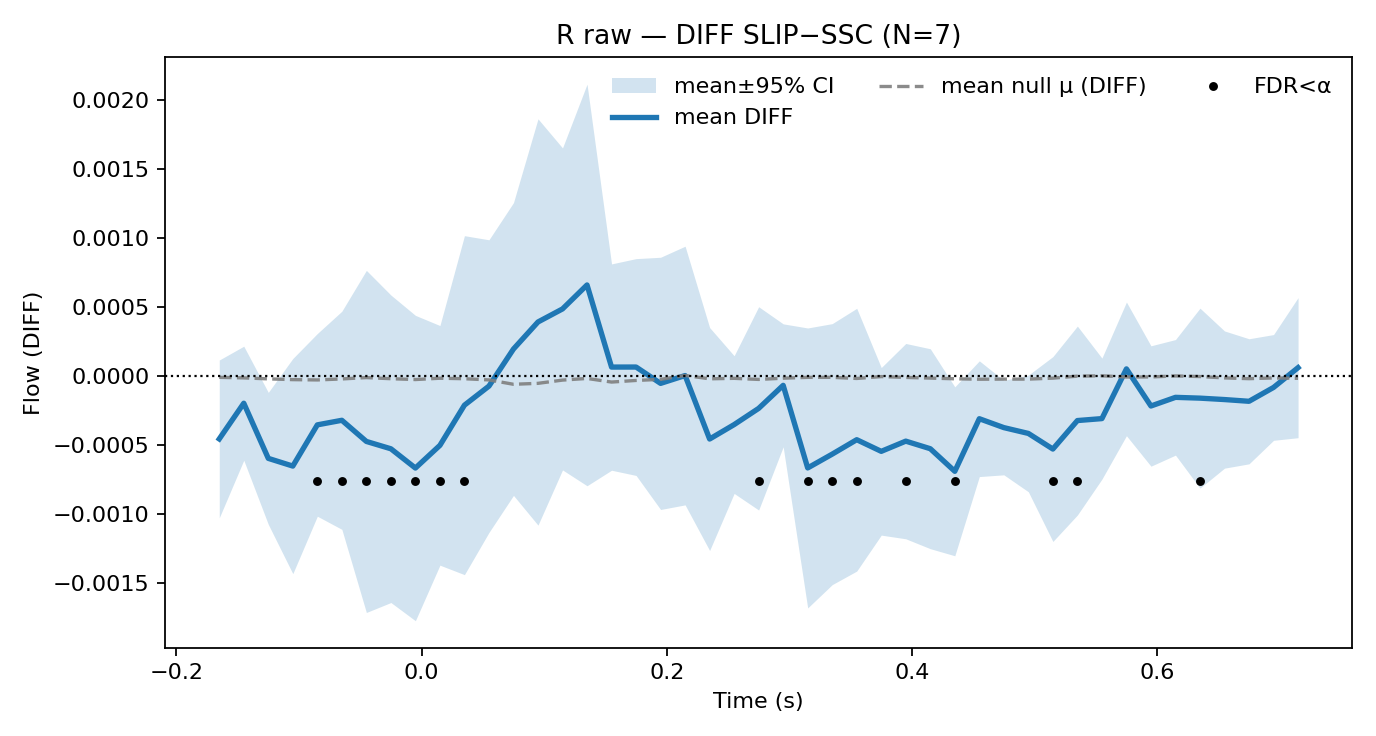 R raw — DIFF SLIP−SSC (N=7)
mean±95% CI
mean DIFF
mean null μ (DIFF)
FDR<α
0.0020
0.0015
0.0010
0.0005
0.0000
−0.0005
−0.0010
−0.0015
Flow (DIFF)
−0.2
0.0
0.2
0.4
0.6
Time (s)